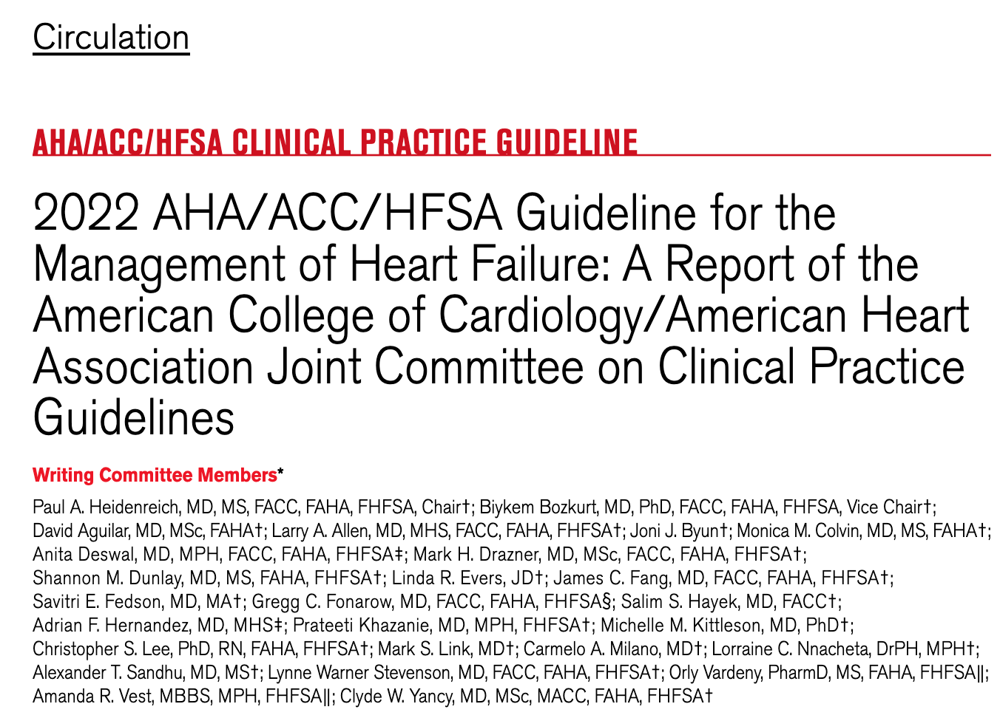 Circulation
AHA/ACC/HFSA CLINICAL PRACTICE GUIDELINE
2022 AHA/ACC/HFSA Guideline for the
Management of Heart Failure: A Report of the
American College of Cardiology/American Heart
Association Joint Committee on Clinical Practice
Guidelines
Writing Committee Members*
Paul A. Heidenreich, MD, MS, FACC, FAHA, FHFSA, Chair†; Biykem Bozkurt, MD, PhD, FACC, FAHA, FHFSA, Vice Chair†;
David Aguilar, MD, MSc, FAHA†; Larry A. Allen, MD, MHS, FACC, FAHA, FHFSA†; Joni J. Byun†; Monica M. Colvin, MD, MS, FAHA†;
Anita Deswal, MD, MPH, FACC, FAHA, FHFSA‡; Mark H. Drazner, MD, MSc, FACC, FAHA, FHFSA†;
Shannon M. Dunlay, MD, MS, FAHA, FHFSA†; Linda R. Evers, JD†; James C. Fang, MD, FACC, FAHA, FHFSA†;
Savitri E. Fedson, MD, MA†; Gregg C. Fonarow, MD, FACC, FAHA, FHFSA§; Salim S. Hayek, MD, FACC†;
Adrian F. Hernandez, MD, MHS‡; Prateeti Khazanie, MD, MPH, FHFSA†; Michelle M. Kittleson, MD, PhD†;
Christopher S. Lee, PhD, RN, FAHA, FHFSA†; Mark S. Link, MD†; Carmelo A. Milano, MD†; Lorraine C. Nnacheta, DrPH, MPH†;
Alexander T. Sandhu, MD, MS†; Lynne Warner Stevenson, MD, FACC, FAHA, FHFSA†; Orly Vardeny, PharmD, MS, FAHA, FHFSA‖;
Amanda R. Vest, MBBS, MPH, FHFSA‖; Clyde W. Yancy, MD, MSc, MACC, FAHA, FHFSA†